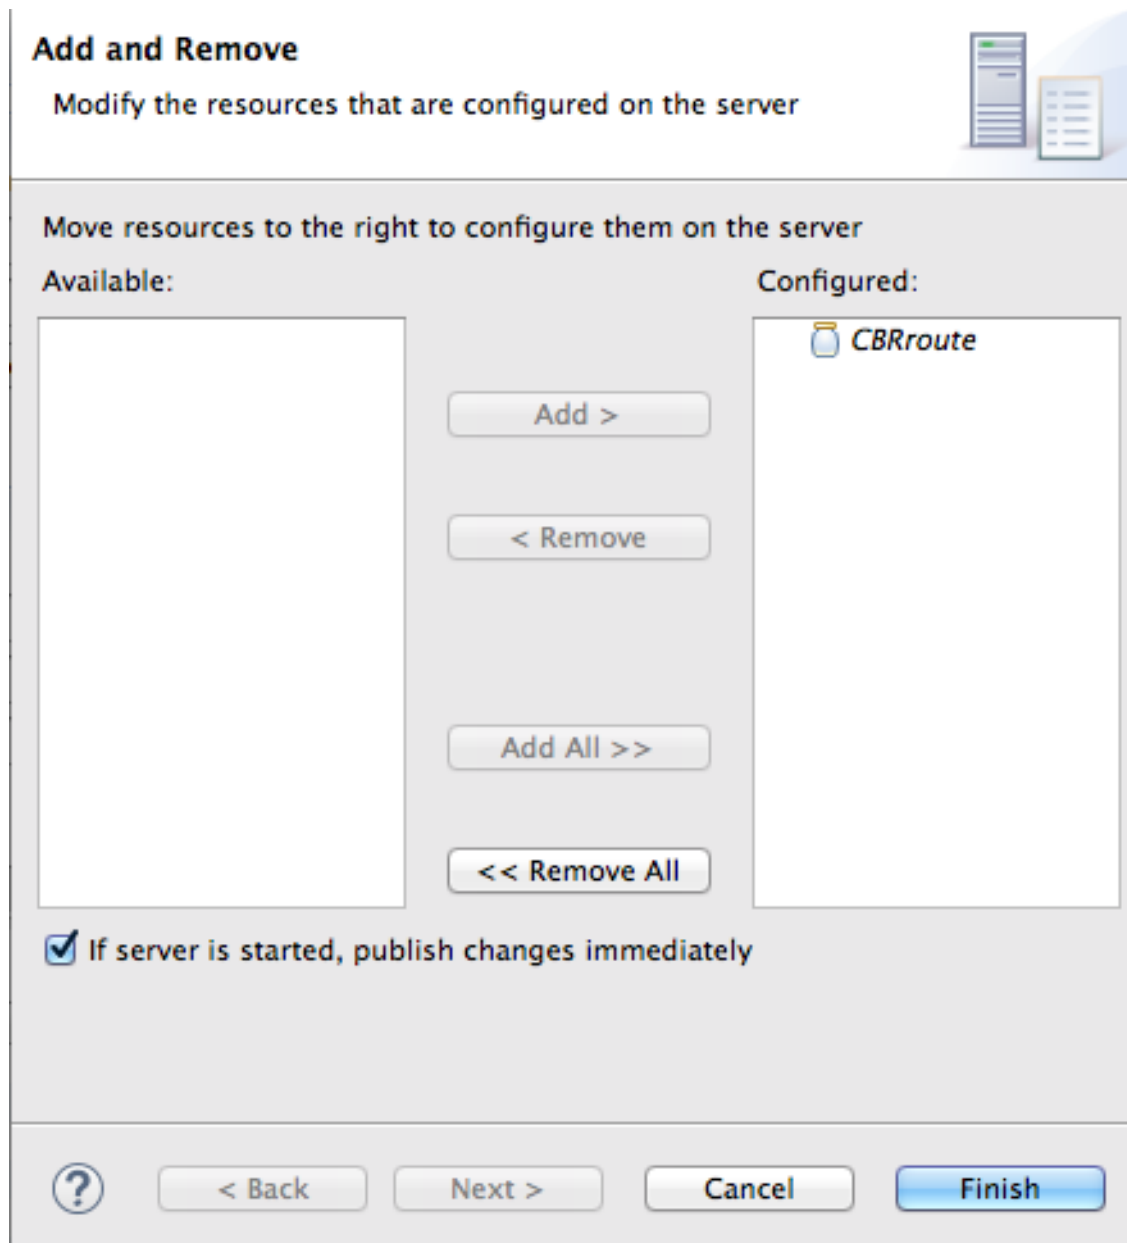 Add and Remove
Modify the resources that are configured on the server
Move resources to the right to configure them on the server
Available:
Configured:
CBRroute
Add >
< Remove
Add All >>
<< Remove All
If server is started, publish changes immediately
?
< Back
Next >
Cancel
Finish